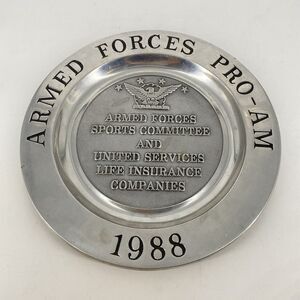 ARMED FORCES PRO-AM
ARMED FORCES
SPORTS COMMITTEE
AND
UNITED SERVICES
LIFE INSURANCE
COMPANIES
1988